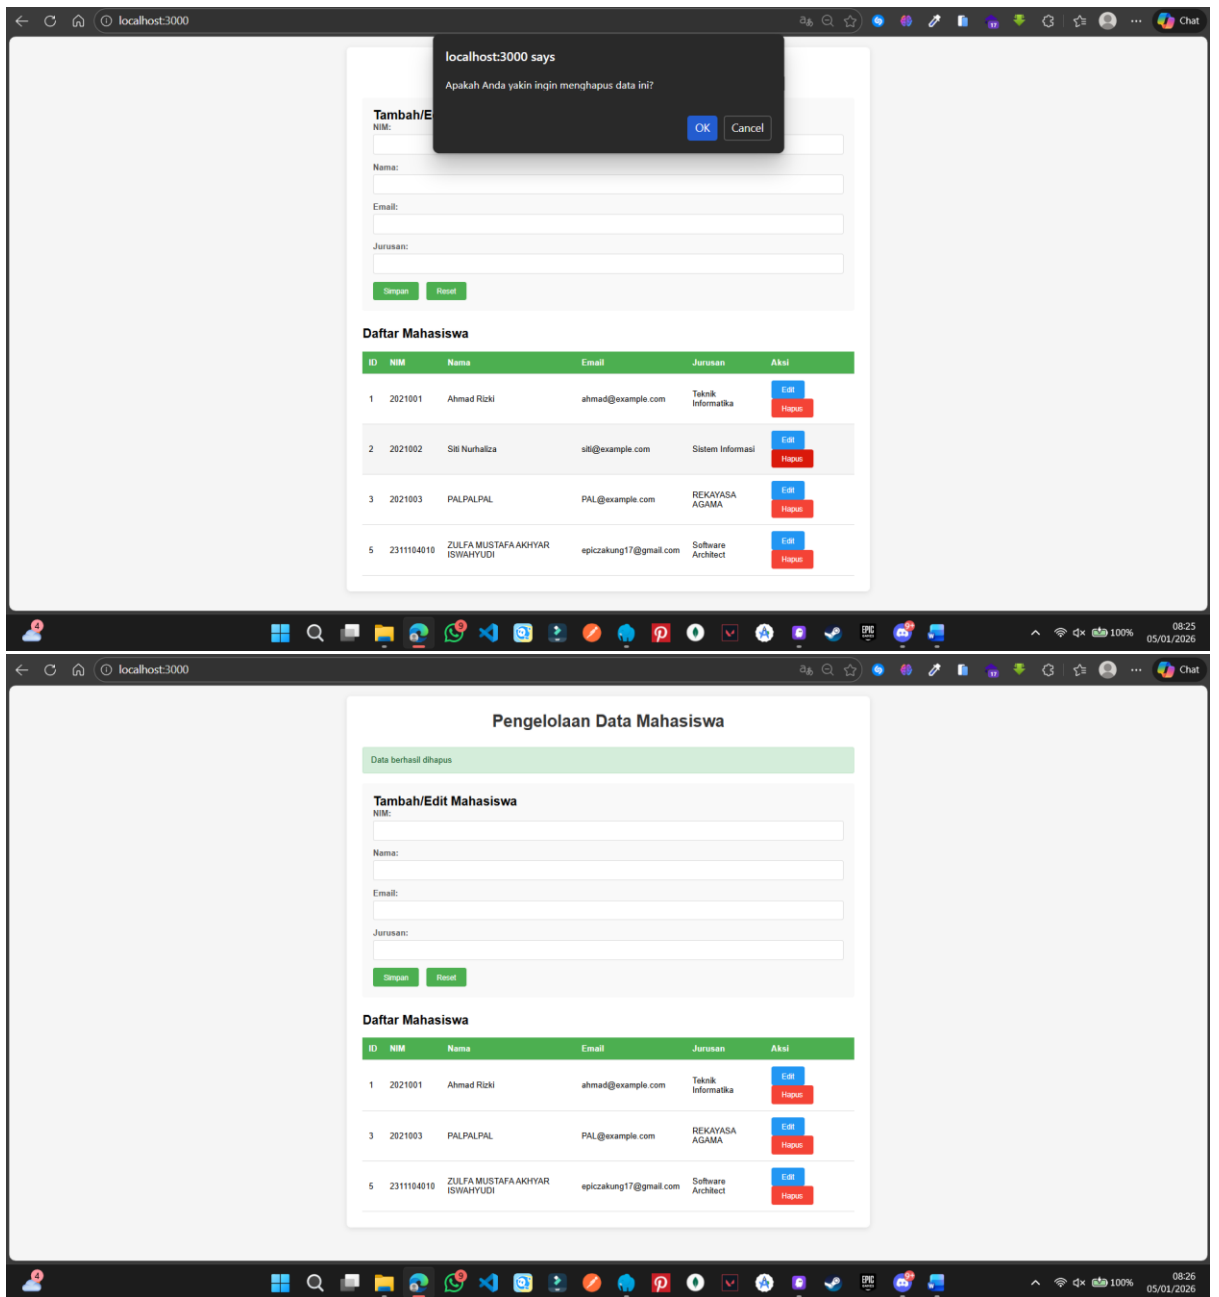 localhost:3000
Chat
localhost:3000 says
Apakah Anda yakin ingin menghapus data ini?
OK Cancel
Tambah/E
NIM:
Nama:
Email:
Jurusan:
Simpan Reset
Daftar Mahasiswa
ID NIM Nama Email Jurusan Aksi
1 2021001 Ahmad Rizki ahmad@example.com Teknik Informatika Edit Hapus
2 2021002 Siti Nurhaliza siti@example.com Sistem Informasi Edit Hapus
3 2021003 PALPALPAL PAL@example.com REKAYASA AGAMA Edit Hapus
5 2311104010 ZULFA MUSTAFA AKHYAR ISWAHYUDI epiczakung17@gmail.com Software Architect Edit Hapus
100% 08:25
05/01/2026
localhost:3000
Chat
Pengelolaan Data Mahasiswa
Data berhasil dihapus
Tambah/Edit Mahasiswa
NIM:
Nama:
Email:
Jurusan:
Simpan Reset
Daftar Mahasiswa
ID NIM Nama Email Jurusan Aksi
1 2021001 Ahmad Rizki ahmad@example.com Teknik Informatika Edit Hapus
3 2021003 PALPALPAL PAL@example.com REKAYASA AGAMA Edit Hapus
5 2311104010 ZULFA MUSTAFA AKHYAR ISWAHYUDI epiczakung17@gmail.com Software Architect Edit Hapus
100% 08:26
05/01/2026